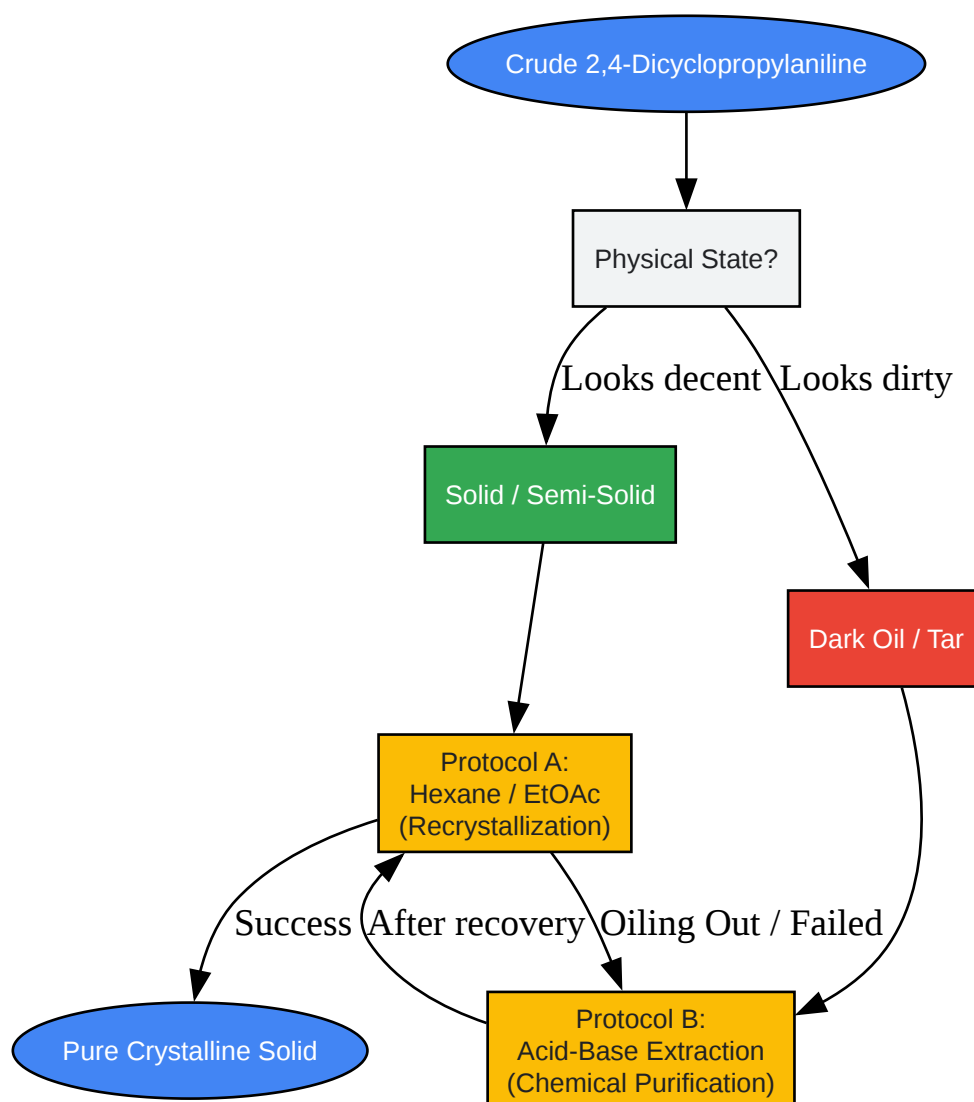 Crude 2,4-Dicyclopropylaniline
Physical State?
Looks decent
Looks dirty
Solid / Semi-Solid
Dark Oil / Tar
Protocol A:
Hexane / EtOAc
(Recrystallization)
Success
After recovery
Oiling Out / Failed
Pure Crystalline Solid
Protocol B:
Acid-Base Extraction
(Chemical Purification)